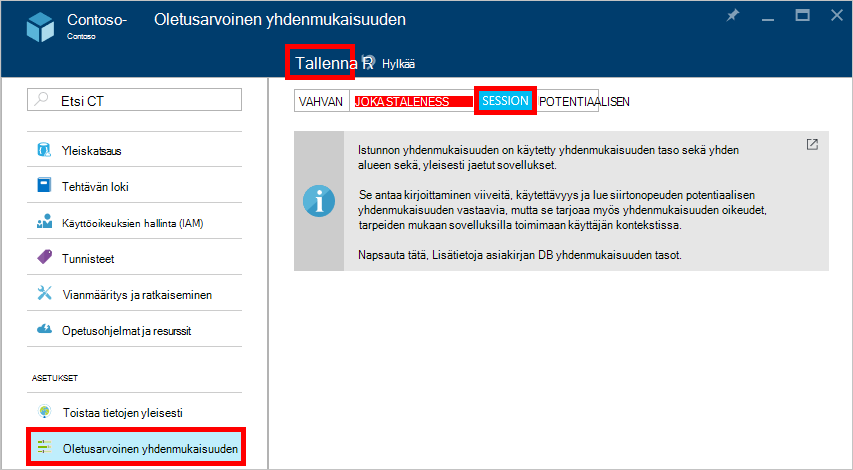 Contoso-
Contoso
Oletusarvoinen yhdenmukaisuuden
Tallenna
Hylkää
Etsi CT
Yleiskatsaus
Tehtävän loki
Käyttöoikeuksien hallinta (IAM)
Tunnisteet
Vianmääritys ja ratkaiseminen
Opetusohjelmat ja resurssit
ASETUKSET
Toistaa tietojen yleisesti
Oletusarvoinen yhdenmukaisuuden
VAHVAN
JOKA STALENESS
SESSION
POTENTIAALISEN
Istunnon yhdenmukaisuuden on käytetty yhdenmukaisuuden taso sekä yhden
alueen sekä, yleisesti jaetut sovellukset.
Se antaa kirjoittaminen viiveitä, käytettävyys ja lue siirtonopeuden potentiaalisen
yhdenmukaisuuden vastaavia, mutta se tarjoaa myös yhdenmukaisuuden oikeudet,
tarpeiden mukaan sovelluksilla toimimaan käyttäjän kontekstissa.
Napsauta tätä, Lisätietoja asiakirjan DB yhdenmukaisuuden tasot.